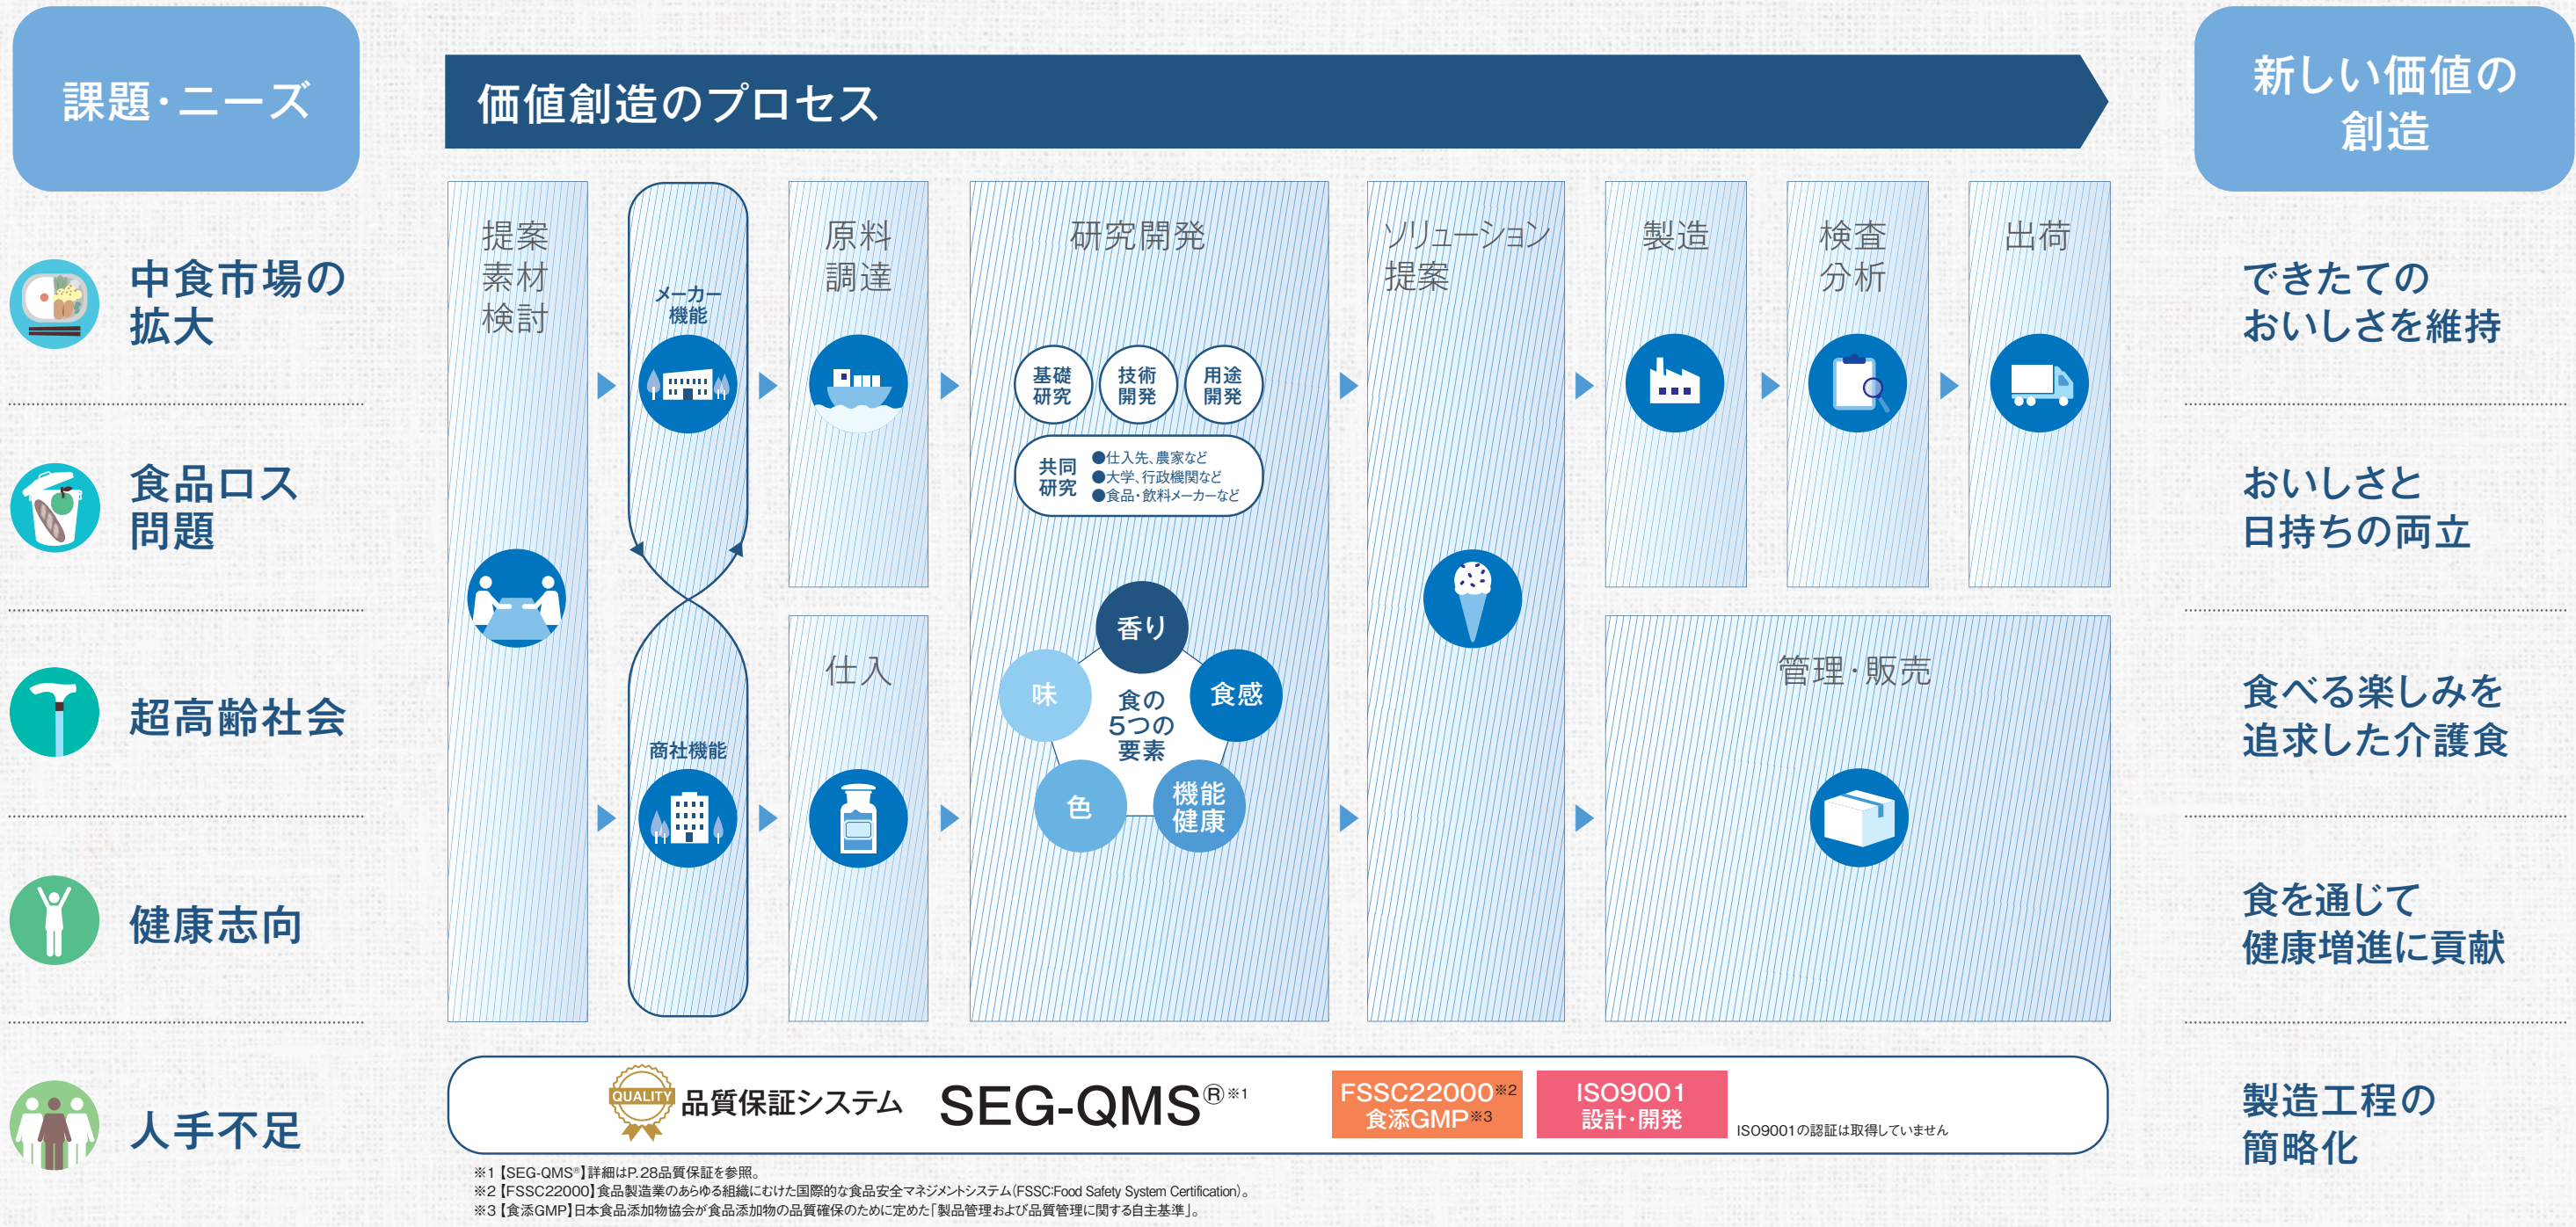 課題・ニーズ
中食市場の
拡大
食品ロス
問題
超高齢社会
健康志向
人手不足
価値創造のプロセス
提案
素材
検討
メーカー
機能
商社機能
原料
調達
仕入
研究開発
基礎
研究
技術
開発
用途
開発
共同
研究
●仕入先、農家など
●大学、行政機関など
●食品・飲料メーカーなど
香り
味
食感
食の
5つの
要素
色
機能
健康
ソリューション
提案
製造
検査
分析
出荷
管理・販売
新しい価値の
創造
できたての
おいしさを維持
おいしさと
日持ちの両立
食べる楽しみを
追求した介護食
食を通じて
健康増進に貢献
製造工程の
簡略化
QUALITY
品質保証システム
SEG-QMS®※1
FSSC22000※2
食添GMP※3
ISO9001
設計・開発
ISO9001の認証は取得していません
※1【SEG-QMS®】詳細はP.28品質保証を参照。
※2【FSSC22000】食品製造業のあらゆる組織にむけた国際的な食品安全マネジメントシステム(FSSC:Food Safety System Certification)。
※3【食添GMP】日本食品添加物協会が食品添加物の品質確保のために定めた「製品管理および品質管理に関する自主基準」。